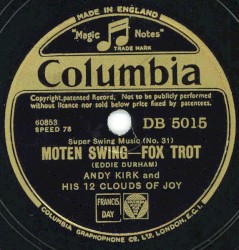 MADE IN ENGLAND
"Magic Notes"
TRADE MARK
Columbia
Copyright, patented Record. Not to be publicly performed
without licence nor sold below price fixed by patentees.
60853
SPEED 78
DB 5015
Super Swing Music (No. 31)
MOTEN SWING—FOX TROT
(EDDIE DURHAM)
ANDY KIRK and
HIS 12 CLOUDS OF JOY
FRANCIS
DAY
COLUMBIA GRAPHOPHONE CO. LTD. LONDON, E.C.1.